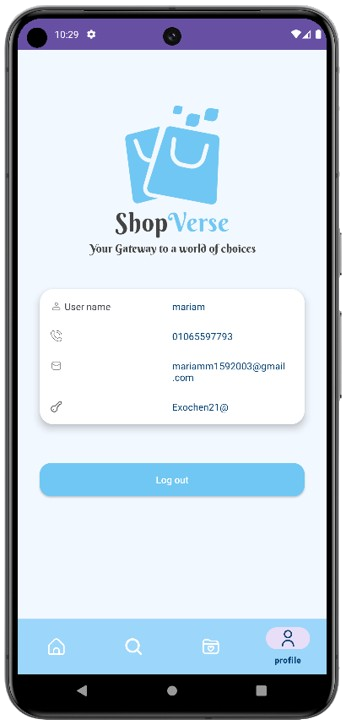 10:29
ShopVerse
Your Gateway to a world of choices
User name mariam
01065597793
mariamm1592003@gmail
.com
Exochen21@
Log out
profile